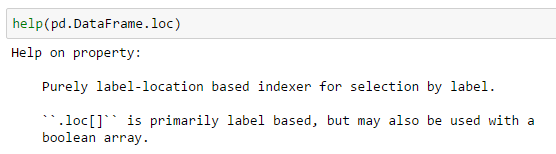 help(pd.DataFrame.loc)
Help on property:
Purely label-location based indexer for selection by label.
``.loc[]`` is primarily label based, but may also be used with a
boolean array.